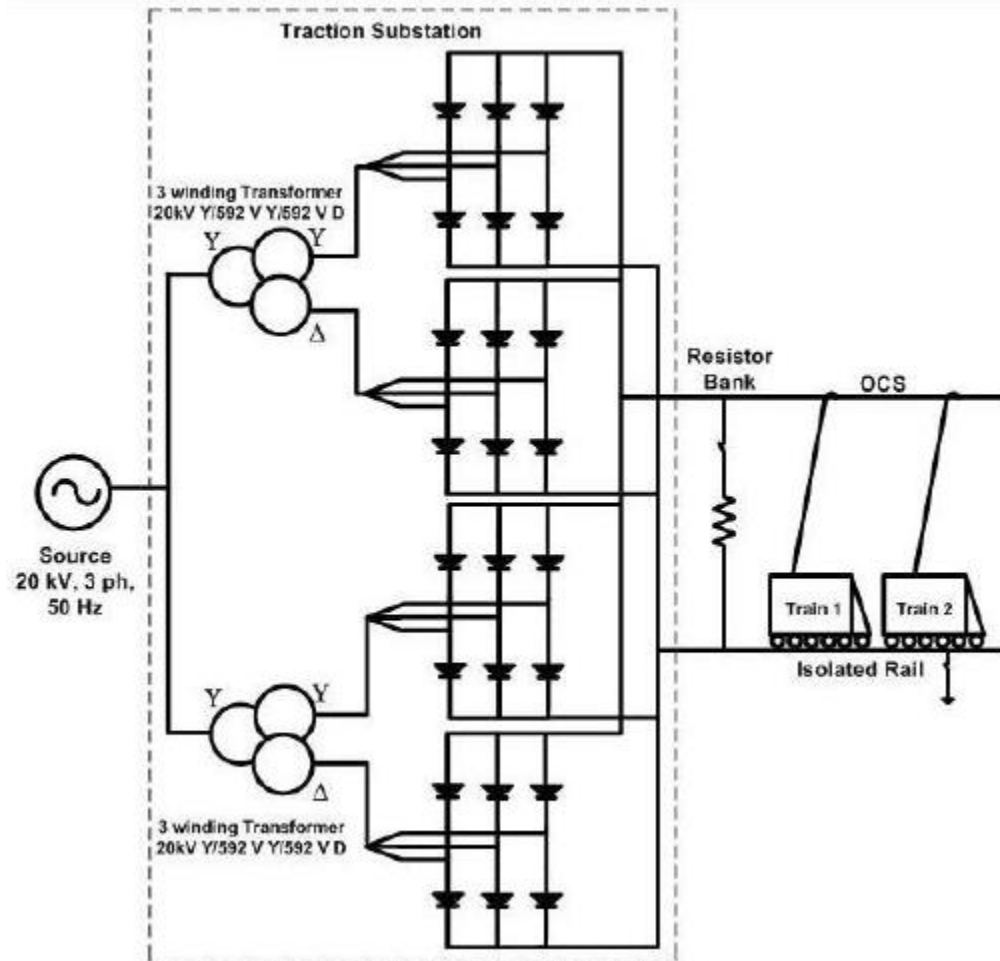 Traction Substation
3 winding Transformer
20kV Y/592 V Y/592 V D
Y
Y
Δ
Resistor
Bank
OCS
Source
20 kV, 3 ph,
50 Hz
Train 1
Train 2
Isolated Rail
Y
Y
Δ
3 winding Transformer
20kV Y/592 V Y/592 V D